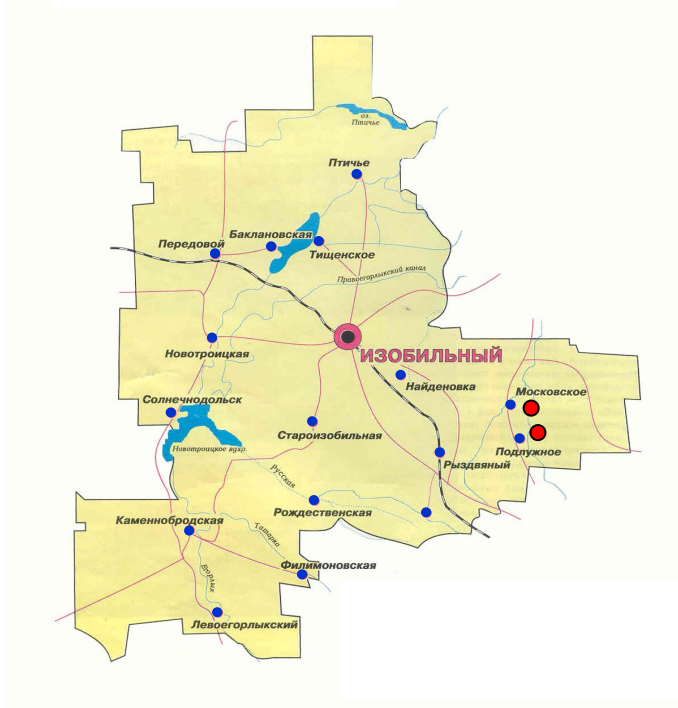 оз.
Птичье
Птичье
Баклановская
Передовой
Тищенское
Правоегорлыкский канал
ИЗОБИЛЬНЫЙ
Новотроицкая
Найденовка
Московское
Солнечнодольск
Староизобильная
Новотроицкое вдхр.
Подлужное
Рыздвяный
русская
Рождественская
Каменнобродская
Татарка
Филимоновская
Егорлык
Левоегорлыкский